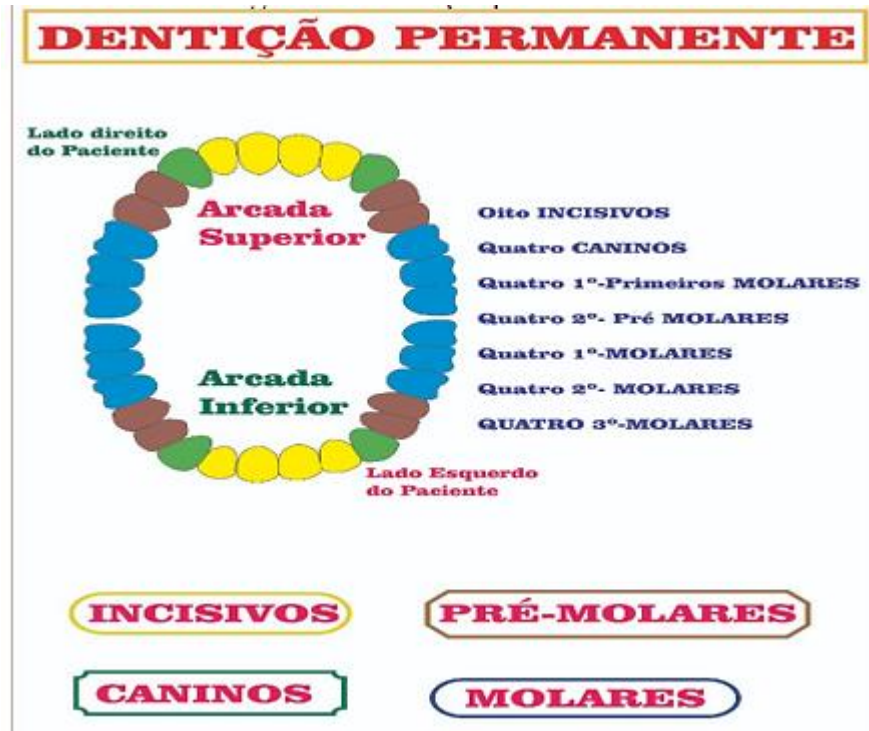 DENTIÇÃO PERMANENTE
Lado direito
do Paciente
Arcada
Superior
Oito INCISIVOS
Quatro CANINOS
Quatro 1º-Primeiros MOLARES
Quatro 2º- Pré MOLARES
Quatro 1º-MOLARES
Quatro 2º- MOLARES
QUATRO 3º-MOLARES
Arcada
Inferior
Lado Esquerdo
do Paciente
INCISIVOS
PRÉ-MOLARES
CANINOS
MOLARES